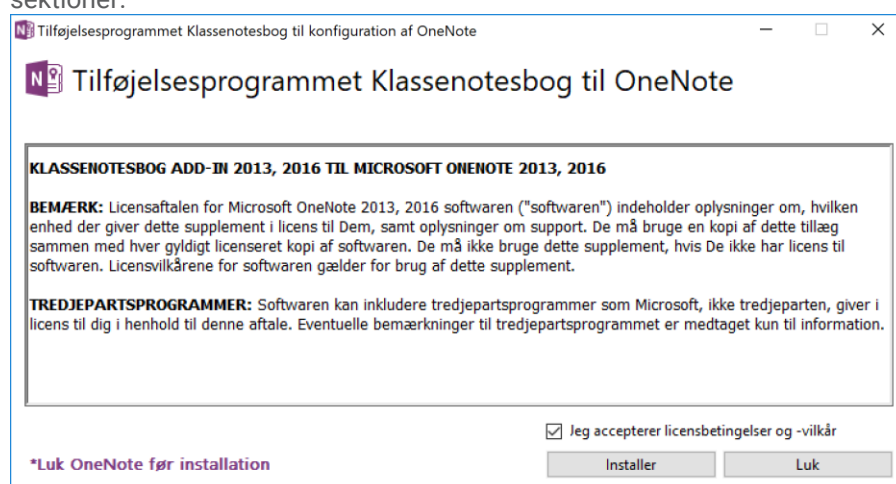 sektioner.
Tilføjelsesprogrammet Klassenotesbog til konfiguration af OneNote
Tilføjelsesprogrammet Klassenotesbog til OneNote
KLASSENOTESBOG ADD-IN 2013, 2016 TIL MICROSOFT ONENOTE 2013, 2016
BEMÆRK: Licensaftalen for Microsoft OneNote 2013, 2016 softwaren ("softwaren") indeholder oplysninger om, hvilken
enhed der giver dette supplement i licens til Dem, samt oplysninger om support. De må bruge en kopi af dette tillæg
sammen med hver gyldigt licenseret kopi af softwaren. De må ikke bruge dette supplement, hvis De ikke har licens til
softwaren. Licensvilkårene for softwaren gælder for brug af dette supplement.
TREDJEPARTSPROGRAMMER: Softwaren kan inkludere tredjepartsprogrammer som Microsoft, ikke tredjeparten, giver i
licens til dig i henhold til denne aftale. Eventuelle bemærkninger til tredjepartsprogrammet er medtaget kun til information.
Jeg accepterer licensbetingelser og -vilkår
*Luk OneNote før installation
Installer
Luk